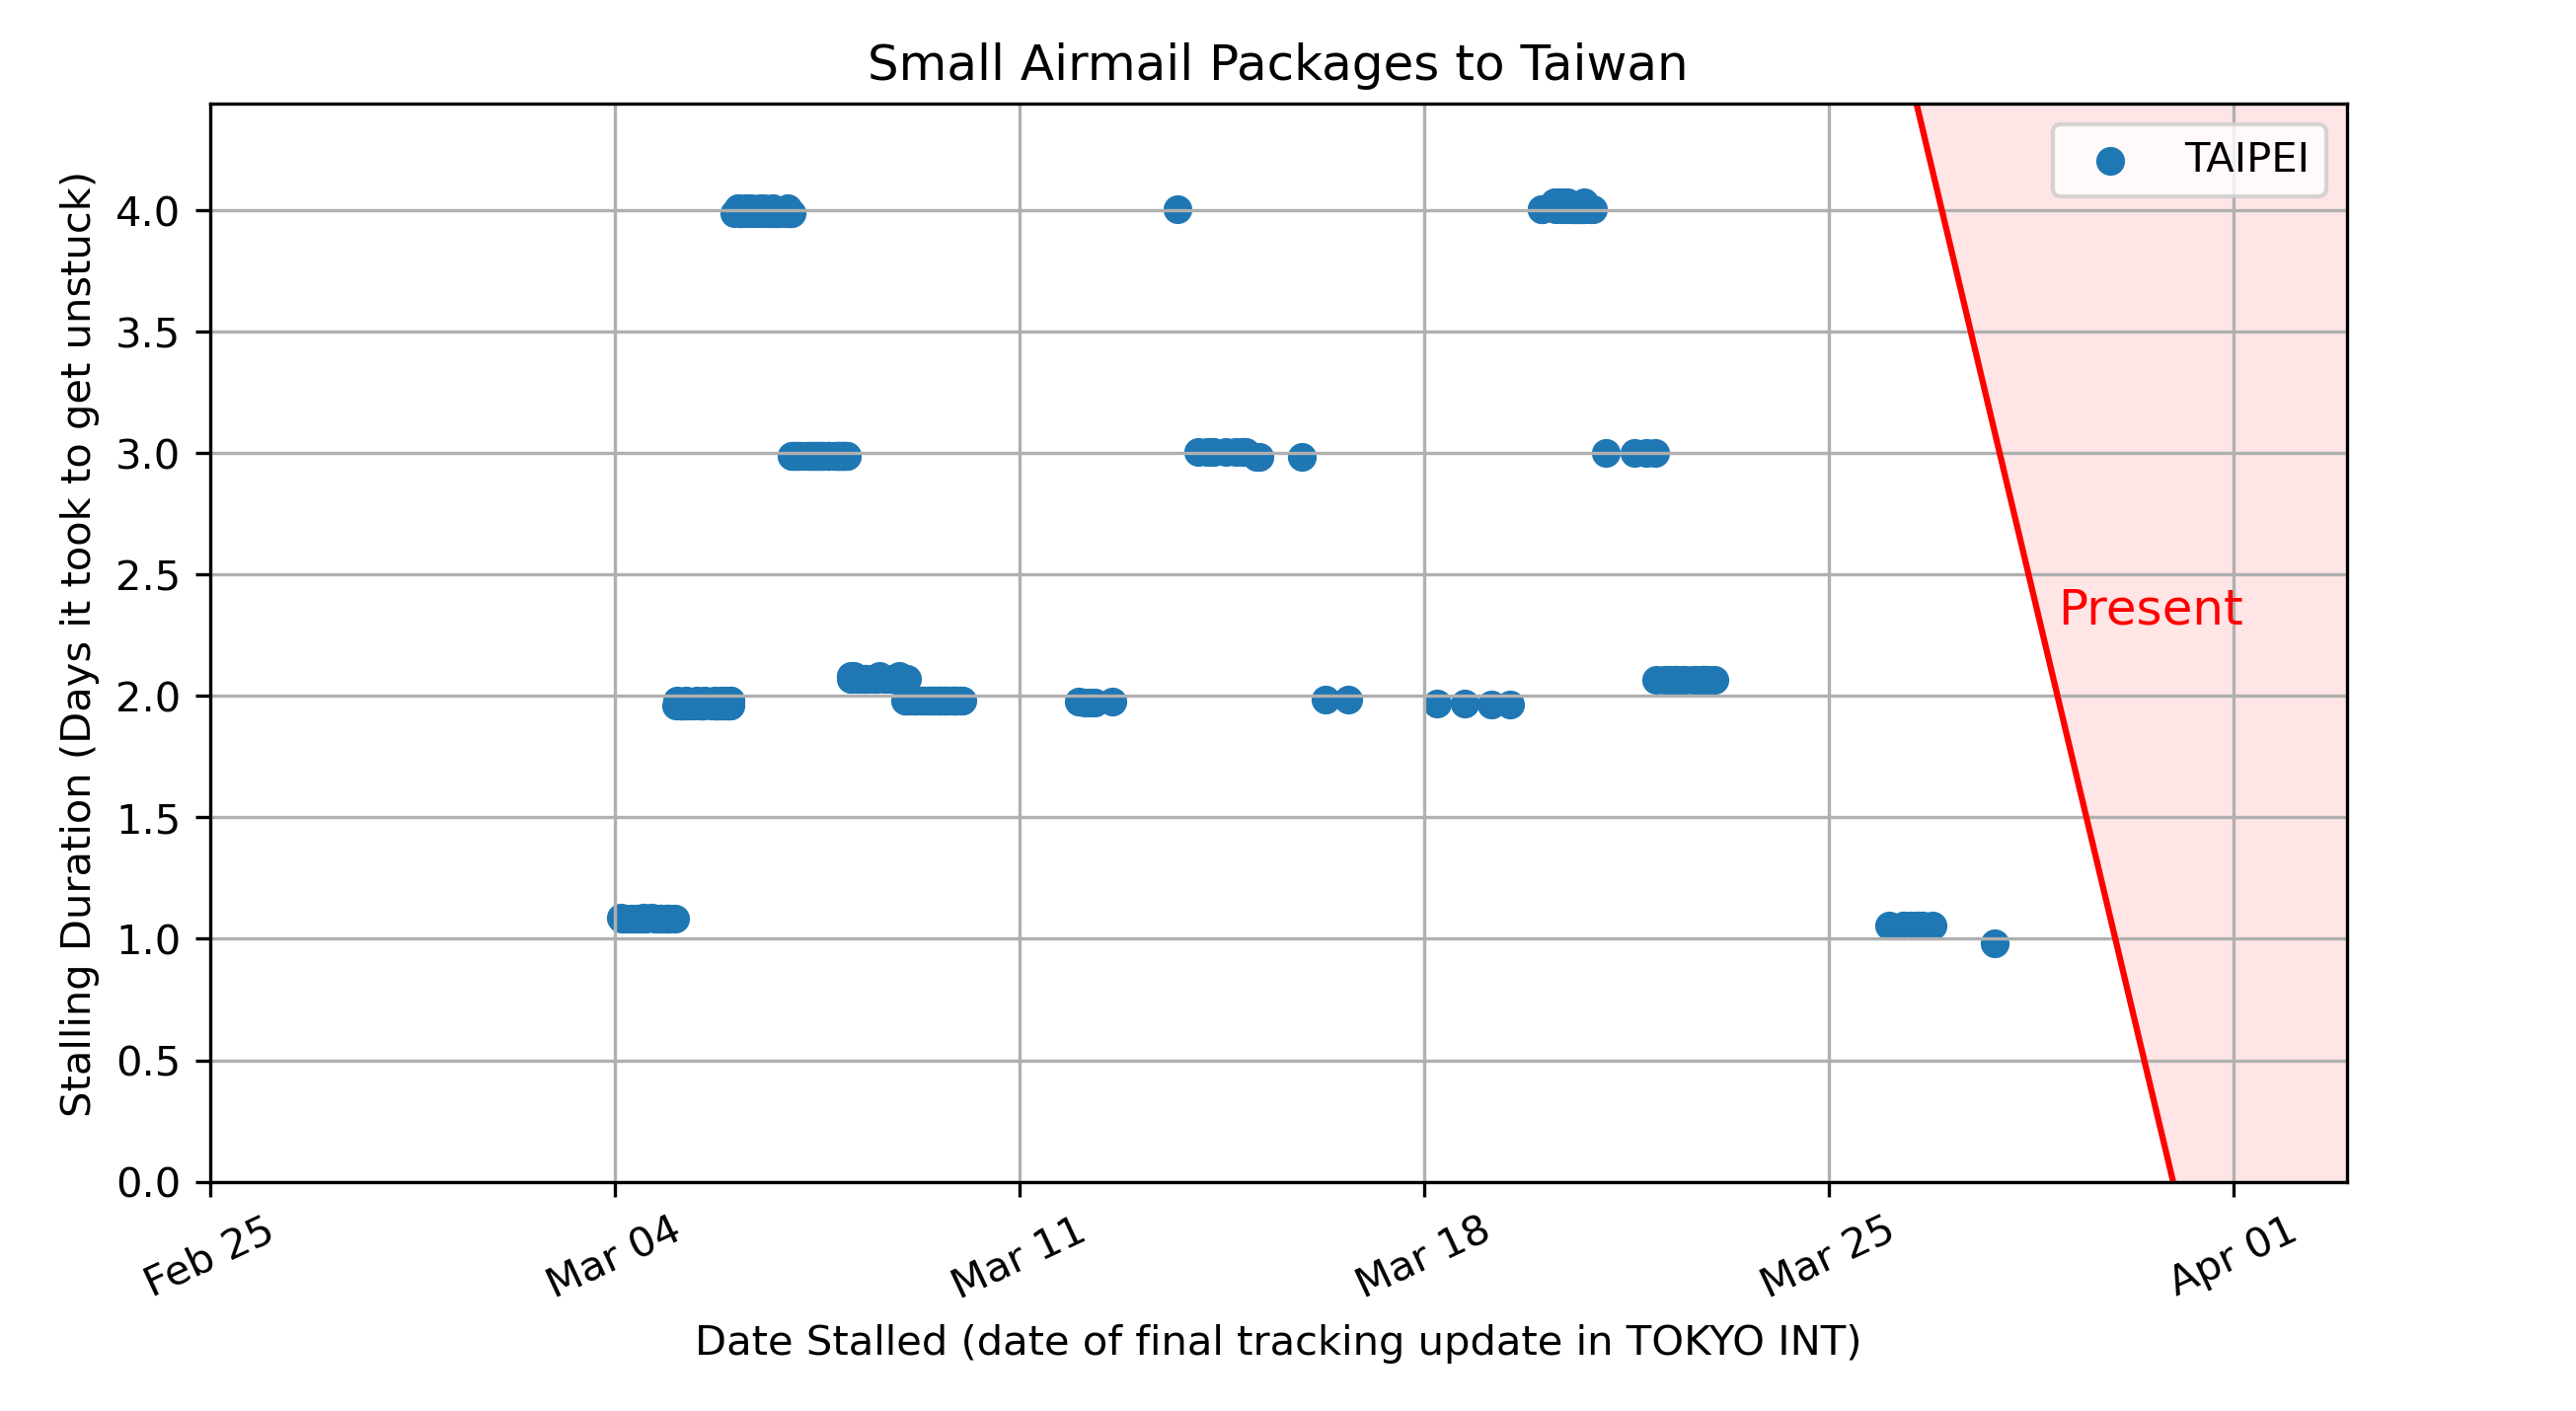 Small Airmail Packages to Taiwan
TAIPEI
Stalling Duration (Days it took to get unstuck)
4.0
3.5
3.0
2.5
2.0
1.5
1.0
0.5
0.0
Present
Feb 25
Mar 04
Mar 11
Mar 18
Mar 25
Apr 01
Date Stalled (date of final tracking update in TOKYO INT)